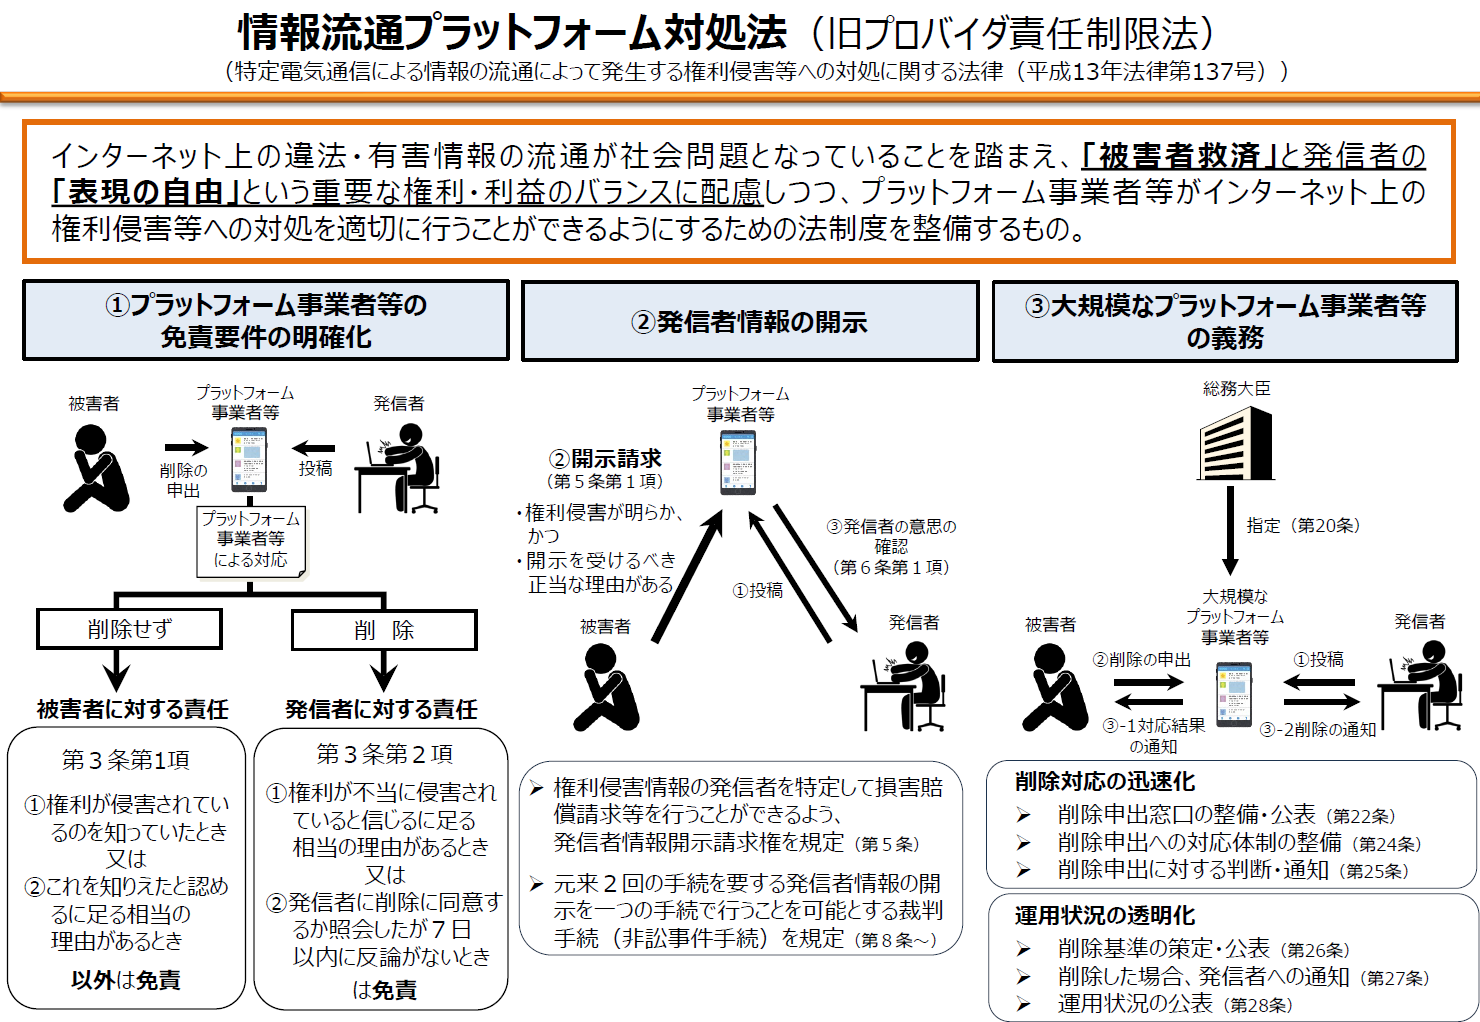 情報流通プラットフォーム対処法（旧プロバイダ責任制限法）
（特定電気通信による情報の流通によって発生する権利侵害等への対処に関する法律（平成13年法律第137号））
インターネット上の違法・有害情報の流通が社会問題となっていることを踏まえ、「被害者救済」と発信者の
「表現の自由」という重要な権利・利益のバランスに配慮しつつ、プラットフォーム事業者等がインターネット上の
権利侵害等への対処を適切に行うことができるようにするための法制度を整備するもの。
①プラットフォーム事業者等の
免責要件の明確化
被害者
プラットフォーム
事業者等
発信者
削除の
申出
投稿
プラットフォーム
事業者等
による対応
削除せず
削　除
被害者に対する責任
発信者に対する責任
第３条第1項
①権利が侵害されてい
るのを知っていたとき
又は
②これを知りえたと認め
るに足る相当の
理由があるとき
以外は免責
第３条第２項
①権利が不当に侵害され
ていると信じるに足る
相当の理由があるとき
又は
②発信者に削除に同意す
るか照会したが７日
以内に反論がないとき
は免責
②発信者情報の開示
プラットフォーム
事業者等
②開示請求
（第５条第１項）
・権利侵害が明らか、
かつ
・開示を受けるべき
正当な理由がある
①投稿
③発信者の意思の
確認
（第６条第１項）
被害者
発信者
➢ 権利侵害情報の発信者を特定して損害賠
償請求等を行うことができるよう、
発信者情報開示請求権を規定（第５条）
➢ 元来２回の手続を要する発信者情報の開
示を一つの手続で行うことを可能とする裁判
手続（非訟事件手続）を規定（第８条～）
③大規模なプラットフォーム事業者等
の義務
総務大臣
指定（第20条）
大規模な
プラットフォーム
事業者等
被害者
発信者
②削除の申出
①投稿
③-1対応結果
の通知
③-2削除の通知
削除対応の迅速化
➢ 削除申出窓口の整備・公表（第22条）
➢ 削除申出への対応体制の整備（第24条）
➢ 削除申出に対する判断・通知（第25条）
運用状況の透明化
➢ 削除基準の策定・公表（第26条）
➢ 削除した場合、発信者への通知（第27条）
➢ 運用状況の公表（第28条）